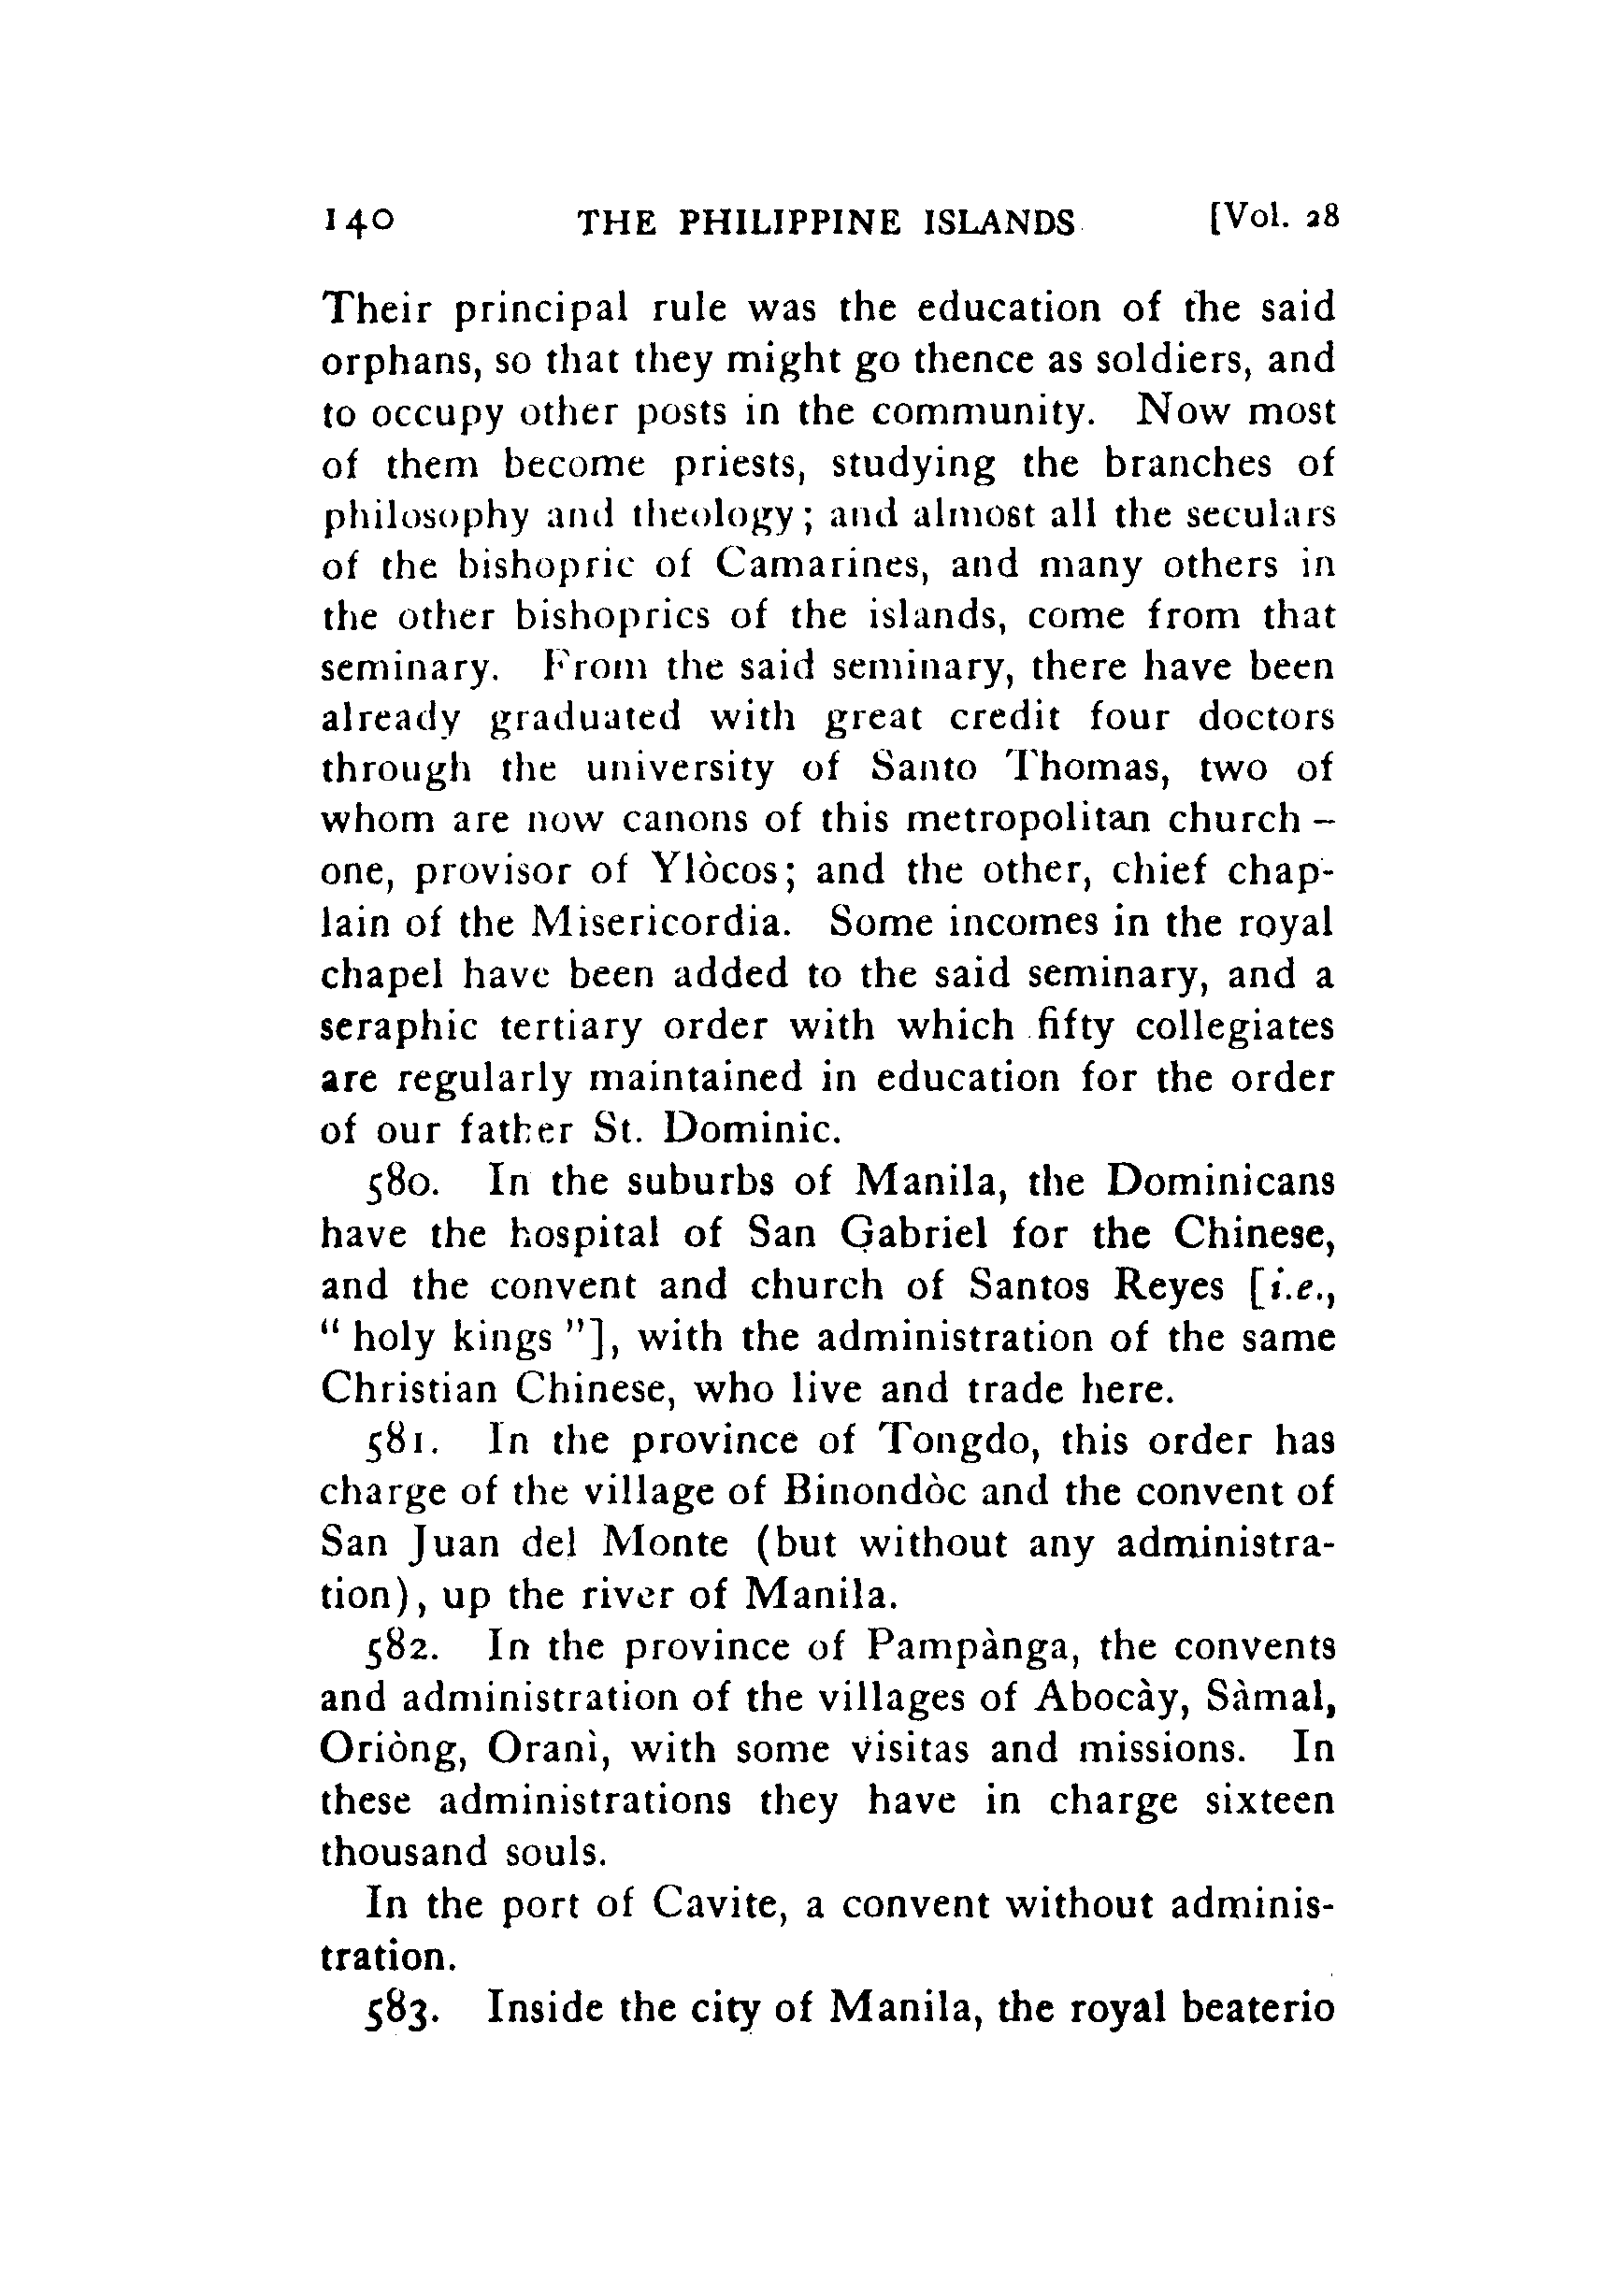 140 THE PHILIPPINE ISLANDS [Vol. 28
Their principal rule was the education of the said
orphans, so that they might go thence as soldiers, and
to occupy other posts in the community. Now most
of them become priests, studying the branches of
philosophy and theology; and almost all the seculars
of the bishopric of Camarines, and many others in
the other bishoprics of the islands, come from that
seminary. From the said seminary, there have been
already graduated with great credit four doctors
through the university of Santo Thomas, two of
whom are now canons of this metropolitan church –
one, provisor of Ylòcos; and the other, chief chap-
lain of the Misericordia. Some incomes in the royal
chapel have been added to the said seminary, and a
seraphic tertiary order with which fifty collegiates
are regularly maintained in education for the order
of our father St. Dominic.
580. In the suburbs of Manila, the Dominicans
have the hospital of San Gabriel for the Chinese,
and the convent and church of Santos Reyes [i.e.,
“ holy kings ”], with the administration of the same
Christian Chinese, who live and trade here.
581. In the province of Tongdo, this order has
charge of the village of Binondòc and the convent of
San Juan del Monte (but without any administra-
tion), up the river of Manila.
582. In the province of Pampànga, the convents
and administration of the villages of Abocày, Sàmal,
Oriòng, Oranì, with some visitas and missions. In
these administrations they have in charge sixteen
thousand souls.
In the port of Cavite, a convent without adminis-
tration.
583. Inside the city of Manila, the royal beaterio